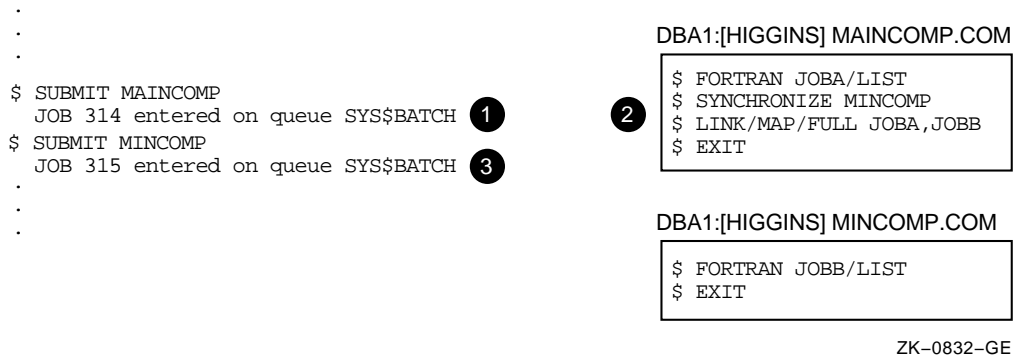 .
.
.
$ SUBMIT MAINCOMP
JOB 314 entered on queue SYS$BATCH 1
$ SUBMIT MINCOMP
JOB 315 entered on queue SYS$BATCH 3
.
.
.
DBA1:[HIGGINS] MAINCOMP.COM
2
$ FORTRAN JOBA/LIST
$ SYNCHRONIZE MINCOMP
$ LINK/MAP/FULL JOBA,JOBB
$ EXIT
DBA1:[HIGGINS] MINCOMP.COM
$ FORTRAN JOBB/LIST
$ EXIT
ZK−0832−GE